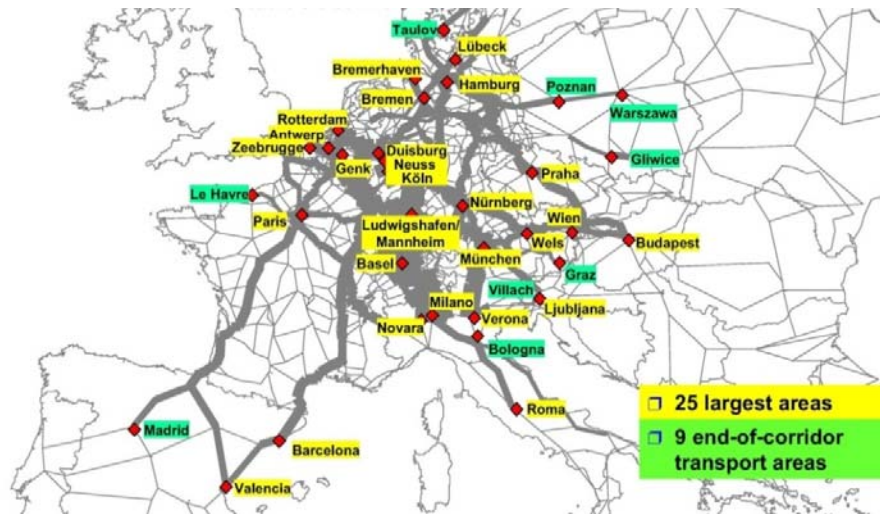 Taulov
Lübeck
Bremerhaven
Hamburg
Poznan
Bremen
Warszawa
Rotterdam
Antwerp
Zeebrugge
Duisburg
Neuss
Köln
Genk
Gliwice
Praha
Le Havre
Paris
Nürnberg
Wien
Ludwigshafen/
Mannheim
Wels
Budapest
Basel
München
Graz
Villach
Milano
Ljubljana
Novara
Verona
Bologna
Roma
Madrid
Barcelona
Valencia
25 largest areas
9 end-of-corridor
transport areas